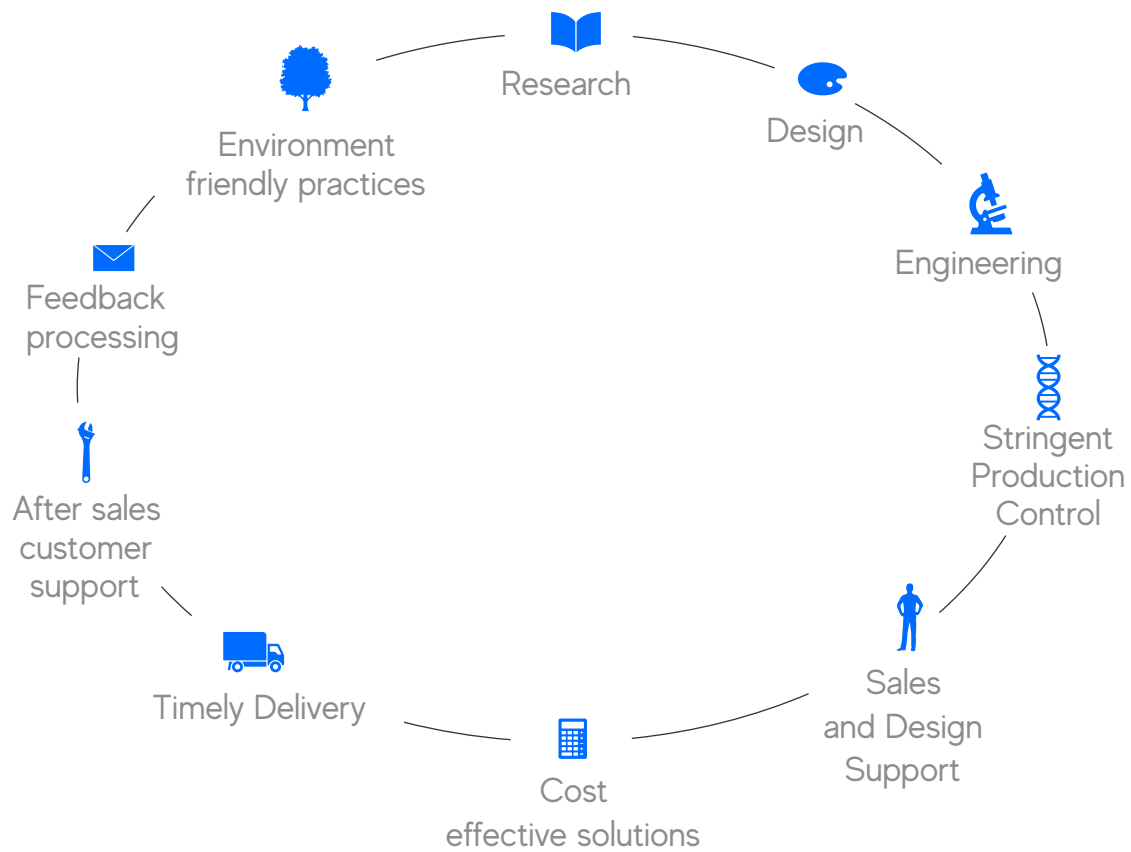 Research
Design
Engineering
Stringent
Production
Control
Sales
and Design
Support
Cost
effective solutions
Timely Delivery
After sales
customer
support
Feedback
processing
Environment
friendly practices